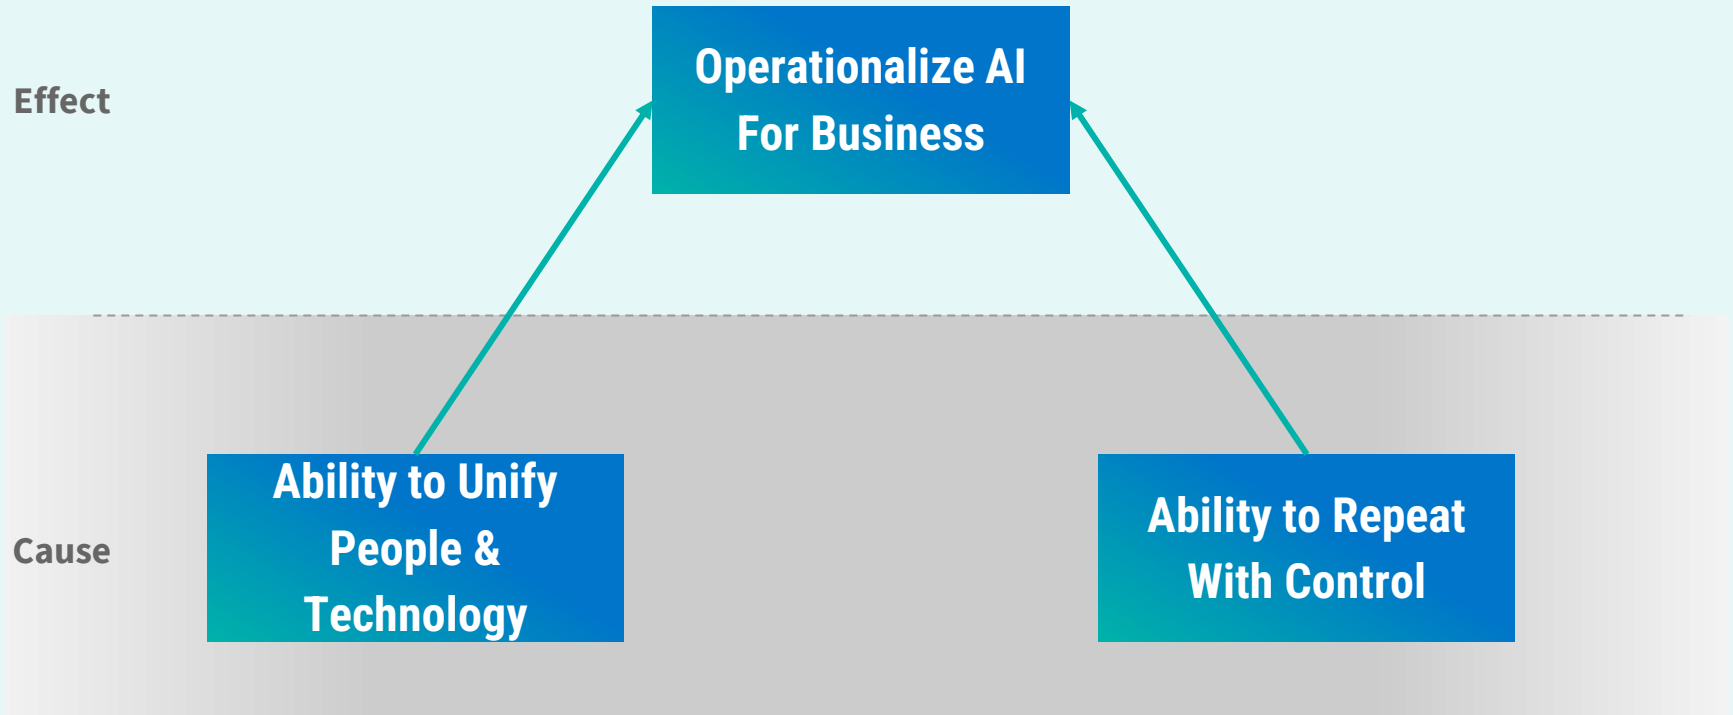 Effect
Operationalize AI
For Business
Cause
Ability to Unify
People &
Technology
Ability to Repeat
With Control